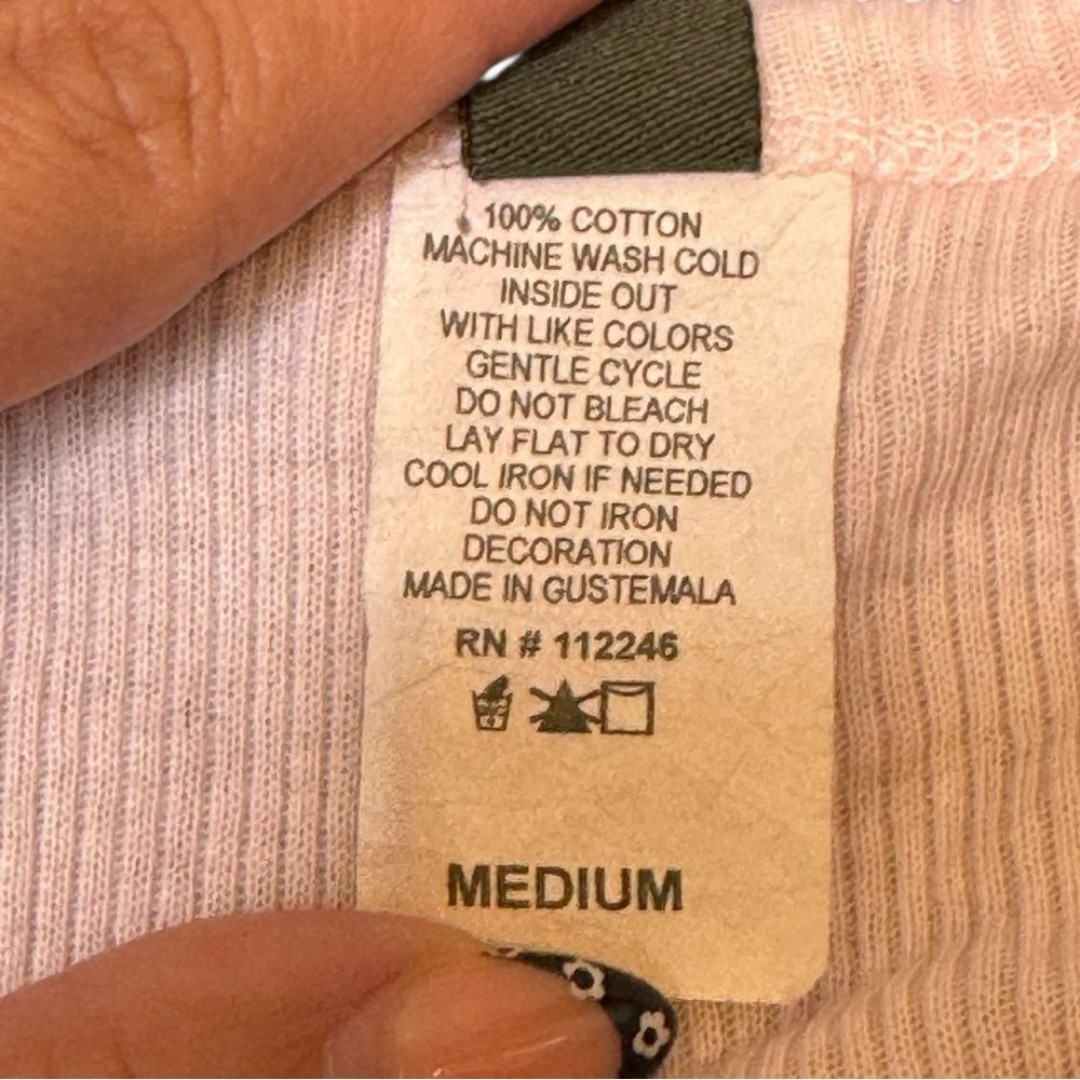 100% COTTON
MACHINE WASH COLD
INSIDE OUT
WITH LIKE COLORS
GENTLE CYCLE
DO NOT BLEACH
LAY FLAT TO DRY
COOL IRON IF NEEDED
DO NOT IRON
DECORATION
MADE IN GUSTEMALA
RN # 112246
MEDIUM